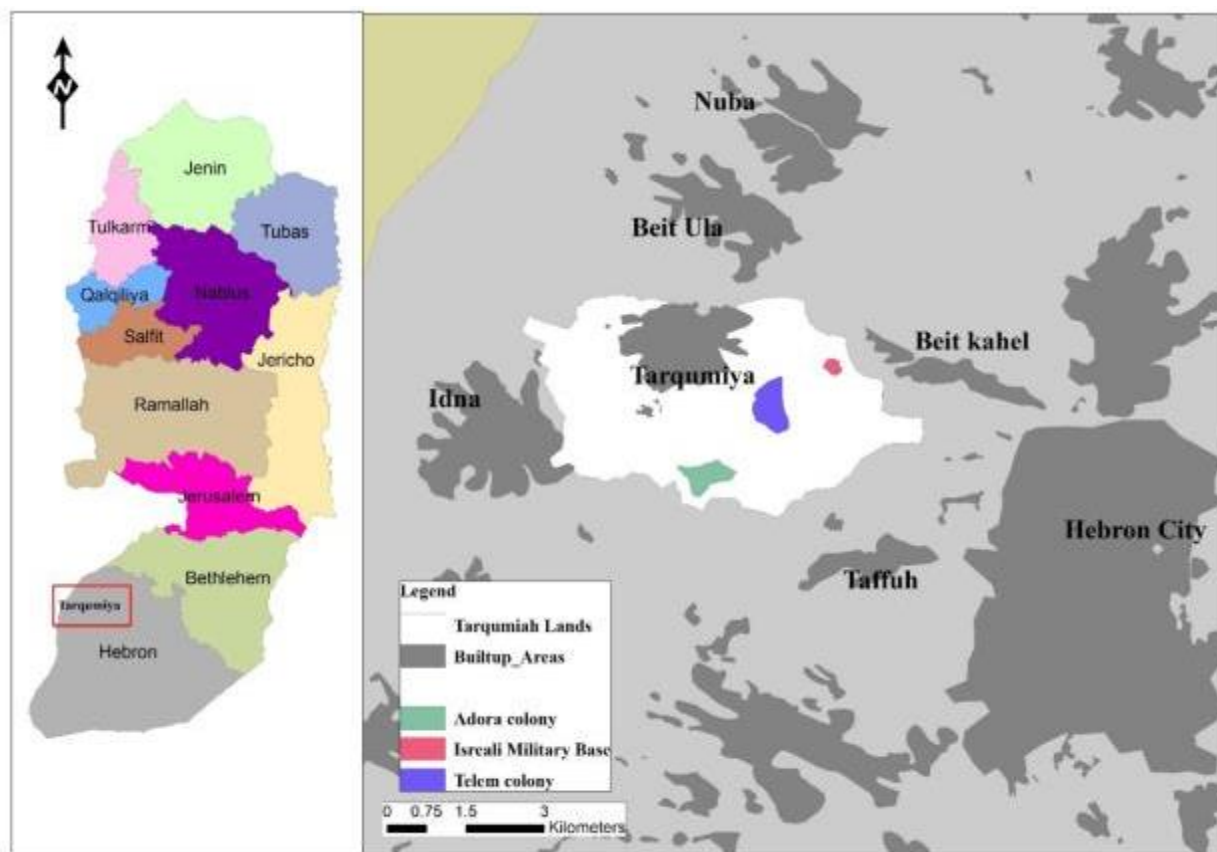 N
Jenin
Tulkarm
Tubas
Qalqiliya
Nablus
Salfit
Jericho
Ramallah
Jerusalem
Bethlehem
Tarqumiya
Hebron
Nuba
Beit Ula
Beit kahel
Tarqumiya
Idna
Hebron City
Taffuh
Legend
Tarqumiah Lands
Builtup_Areas
Adora colony
Isreali Military Base
Telem colony
0 0.75 1.5 3
Kilometers